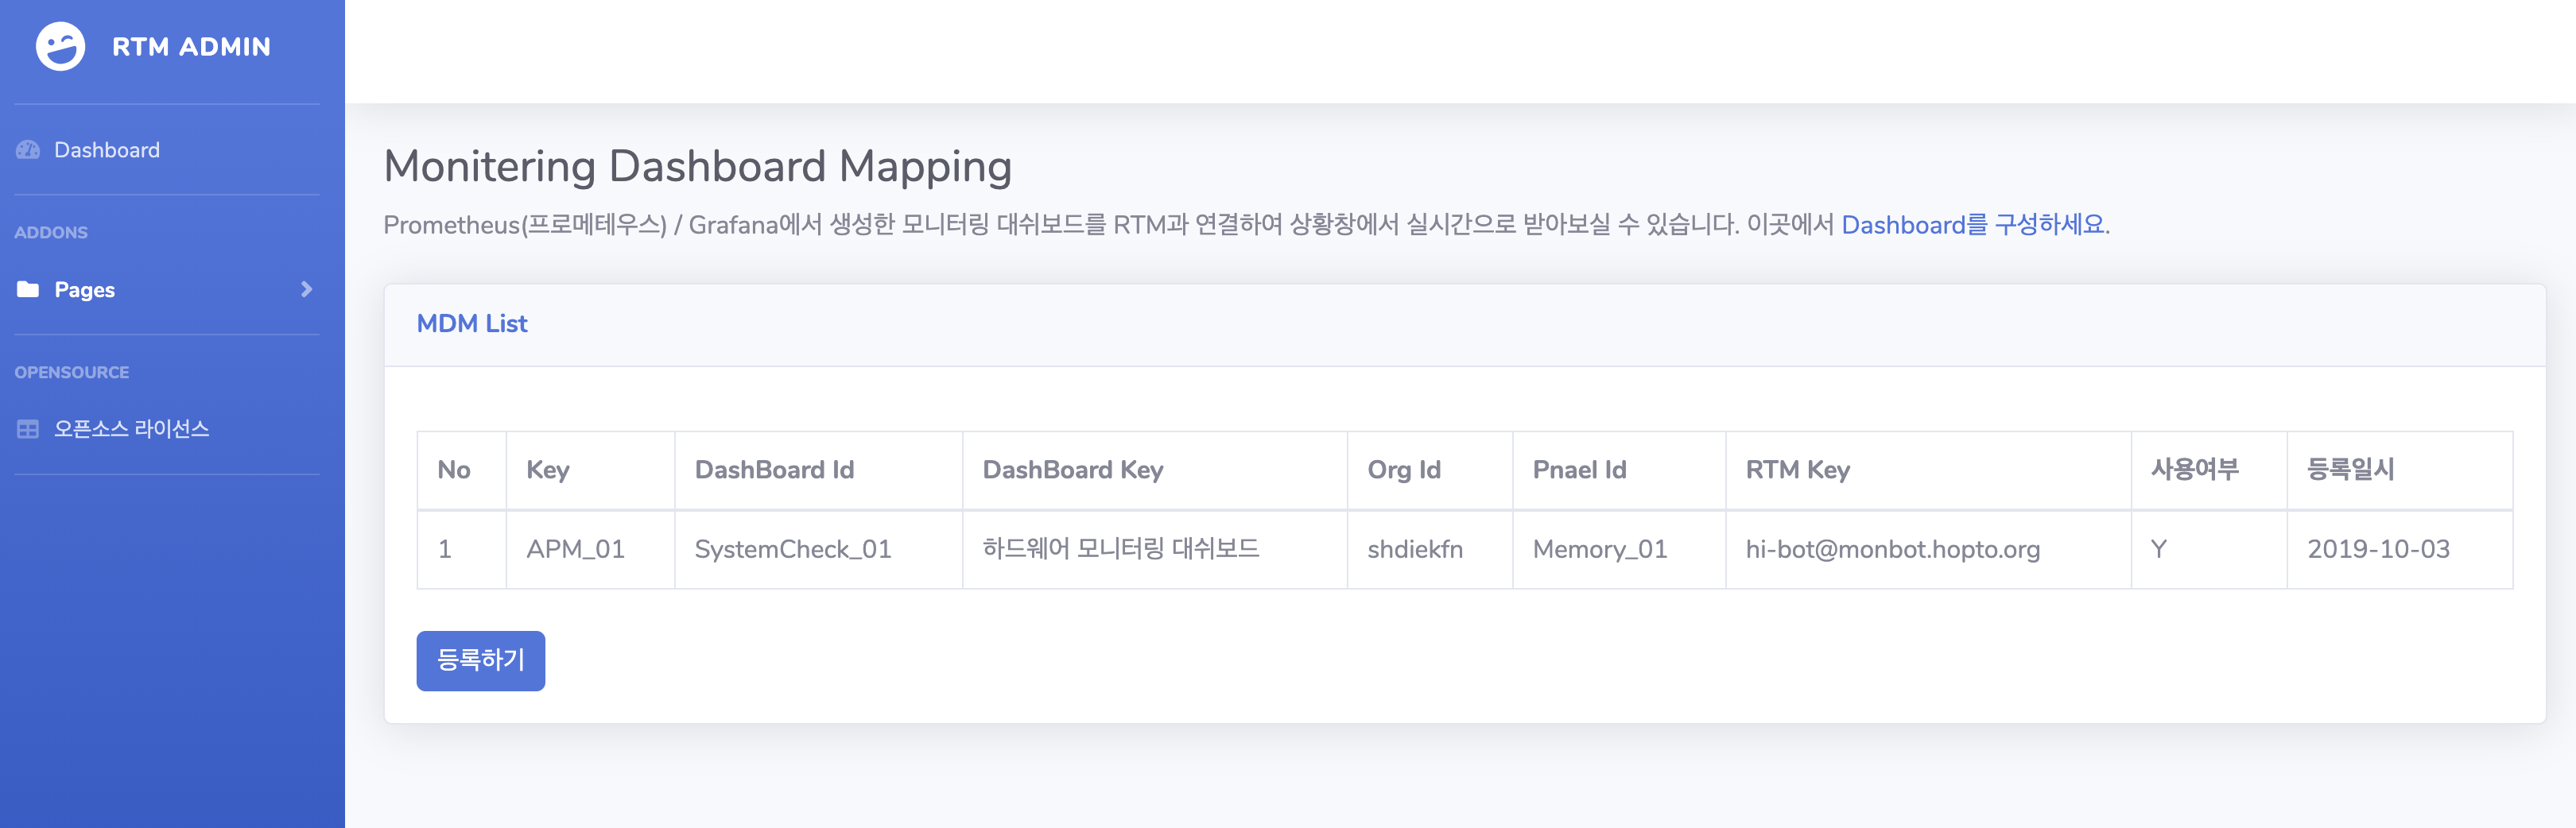 RTM ADMIN
Dashboard
ADDONS
Pages
OPENSOURCE
오픈소스 라이선스
Monitering Dashboard Mapping
Prometheus(프로메테우스) / Grafana에서 생성한 모니터링 대쉬보드를 RTM과 연결하여 상황창에서 실시간으로 받아보실 수 있습니다. 이곳에서 Dashboard를 구성하세요.
MDM List
No Key DashBoard Id DashBoard Key Org Id Pnael Id RTM Key 사용여부 등록일시
1 APM_01 SystemCheck_01 하드웨어 모니터링 대쉬보드 shdiekfn Memory_01 hi-bot@monbot.hopto.org Y 2019-10-03
등록하기